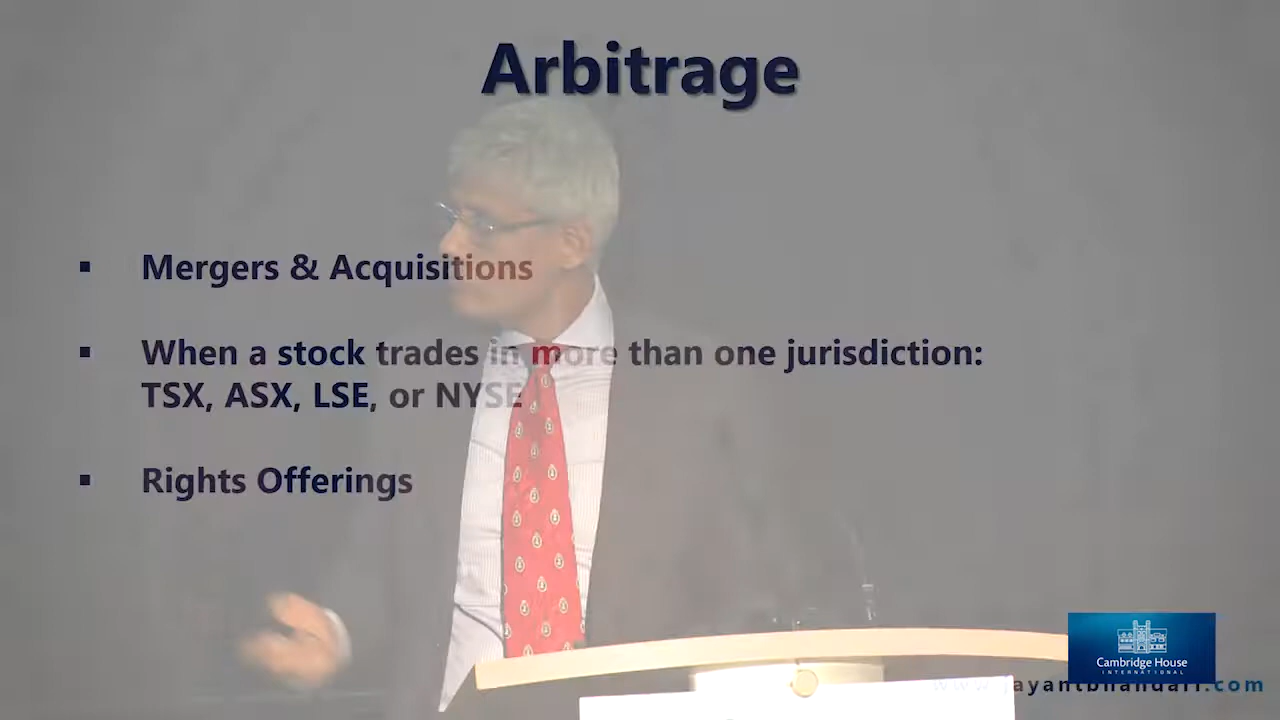 Arbitrage
▪ Mergers & Acquisitions
▪ When a stock trades in more than one jurisdiction:
TSX, ASX, LSE, or NYSE
▪ Rights Offerings
Cambridge House
INTERNATIONAL
www.jayantbhandari.com